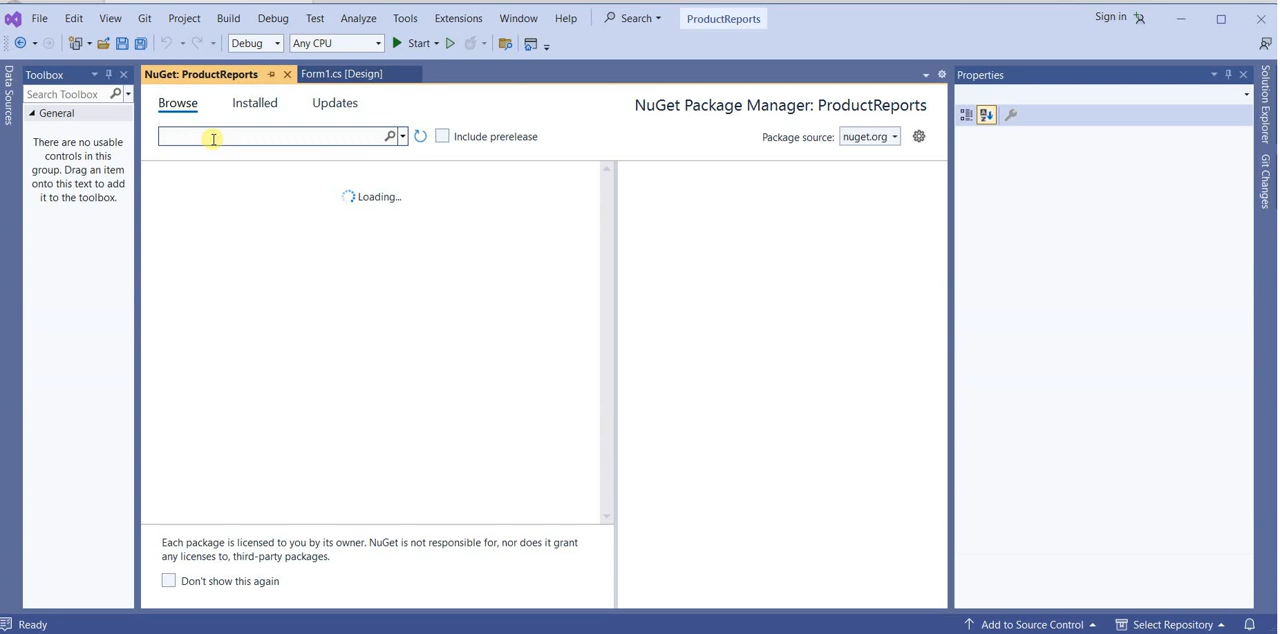 File Edit View Git Project Build Debug Test Analyze Tools Extensions Window Help Search ProductReports Sign in
Debug Any CPU Start
Data Sources
Toolbox
Search Toolbox
General
There are no usable
controls in this
group. Drag an item
onto this text to add
it to the toolbox.
NuGet: ProductReports
Form1.cs [Design]
Browse Installed Updates
NuGet Package Manager: ProductReports
Include prerelease
Package source: nuget.org
Loading...
Each package is licensed to you by its owner. NuGet is not responsible for, nor does it grant
any licenses to, third-party packages.
Don't show this again
Properties
Solution Explorer
Git Changes
Ready
Add to Source Control
Select Repository